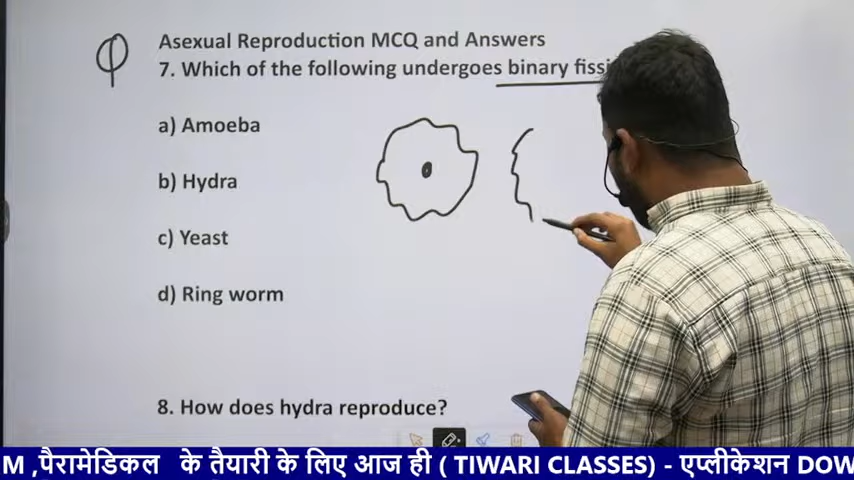 Asexual Reproduction MCQ and Answers
7. Which of the following undergoes binary
a) Amoeba
b) Hydra
c) Yeast
d) Ring worm
8. How does hydra reproduce?
M ,पैरामेडिकल के तैयारी के लिए आज ही ( TIWARI CLASSES) - एप्लीकेशन DOW